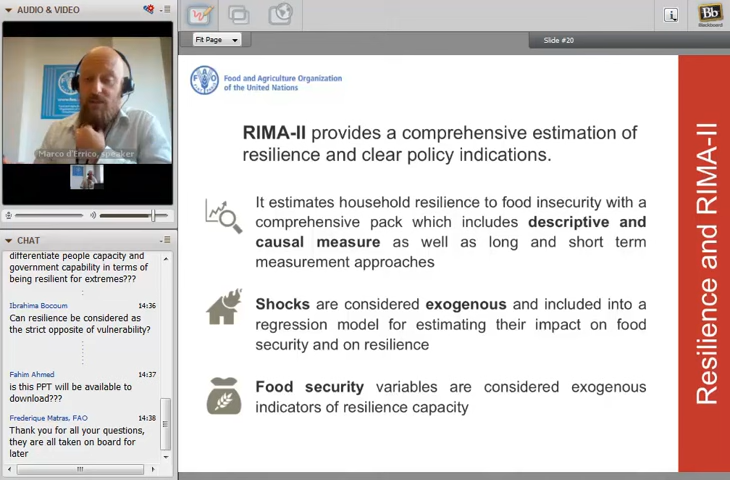 AUDIO & VIDEO
Marco d'Errico, speaker
CHAT
differentiate people capacity and
government capability in terms of
being resilient for extremes???
Ibrahima Bocoum 14:36
Can resilience be considered as
the strict opposite of vulnerability?
Fahim Ahmed 14:37
is this PPT will be available to
download???
Frederique Matras, FAO 14:38
Thank you for all your questions,
they are all taken on board for
later
Fit Page
Slide #20
Bb
Blackboard
Food and Agriculture Organization
of the United Nations
RIMA-II provides a comprehensive estimation of
resilience and clear policy indications.
It estimates household resilience to food insecurity with a
comprehensive pack which includes descriptive and
causal measure as well as long and short term
measurement approaches
Shocks are considered exogenous and included into a
regression model for estimating their impact on food
security and on resilience
Food security variables are considered exogenous
indicators of resilience capacity
Resilience and RIMA-II